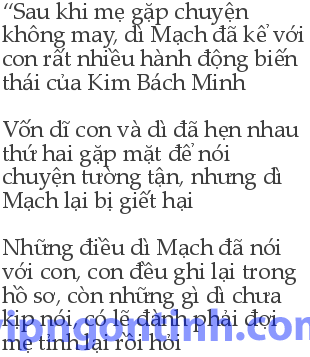 “Sau khi mẹ gặp chuyện
không may, dì Mạch đã kể với
con rất nhiều hành động biến
thái của Kim Bách Minh
Vốn dĩ con và dì đã hẹn nhau
thứ hai gặp mặt để nói
chuyện tường tận, nhưng dì
Mạch lại bị giết hại
Những điều dì Mạch đã nói
với con, con đều ghi lại trong
hồ sơ, còn những gì dì chưa
kịp nói, có lẽ đành phải đợi
mẹ tỉnh lại rồi hỏi
vipngontinh.com